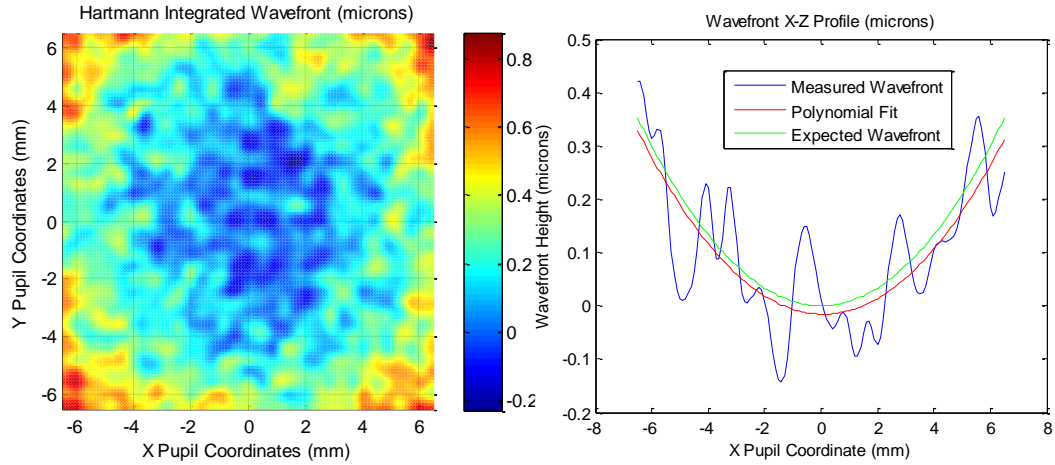 Hartmann Integrated Wavefront (microns)
6
4
2
0
-2
-4
-6
Y Pupil Coordinates (mm)
-6 -4 -2 0 2 4 6
X Pupil Coordinates (mm)
0.8
0.6
0.4
0.2
0
-0.2
Wavefront Height (microns)
Wavefront X-Z Profile (microns)
0.5
0.4
0.3
0.2
0.1
0
-0.1
-0.2
Measured Wavefront
Polynomial Fit
Expected Wavefront
-8 -6 -4 -2 0 2 4 6 8
X Pupil Coordinate (mm)